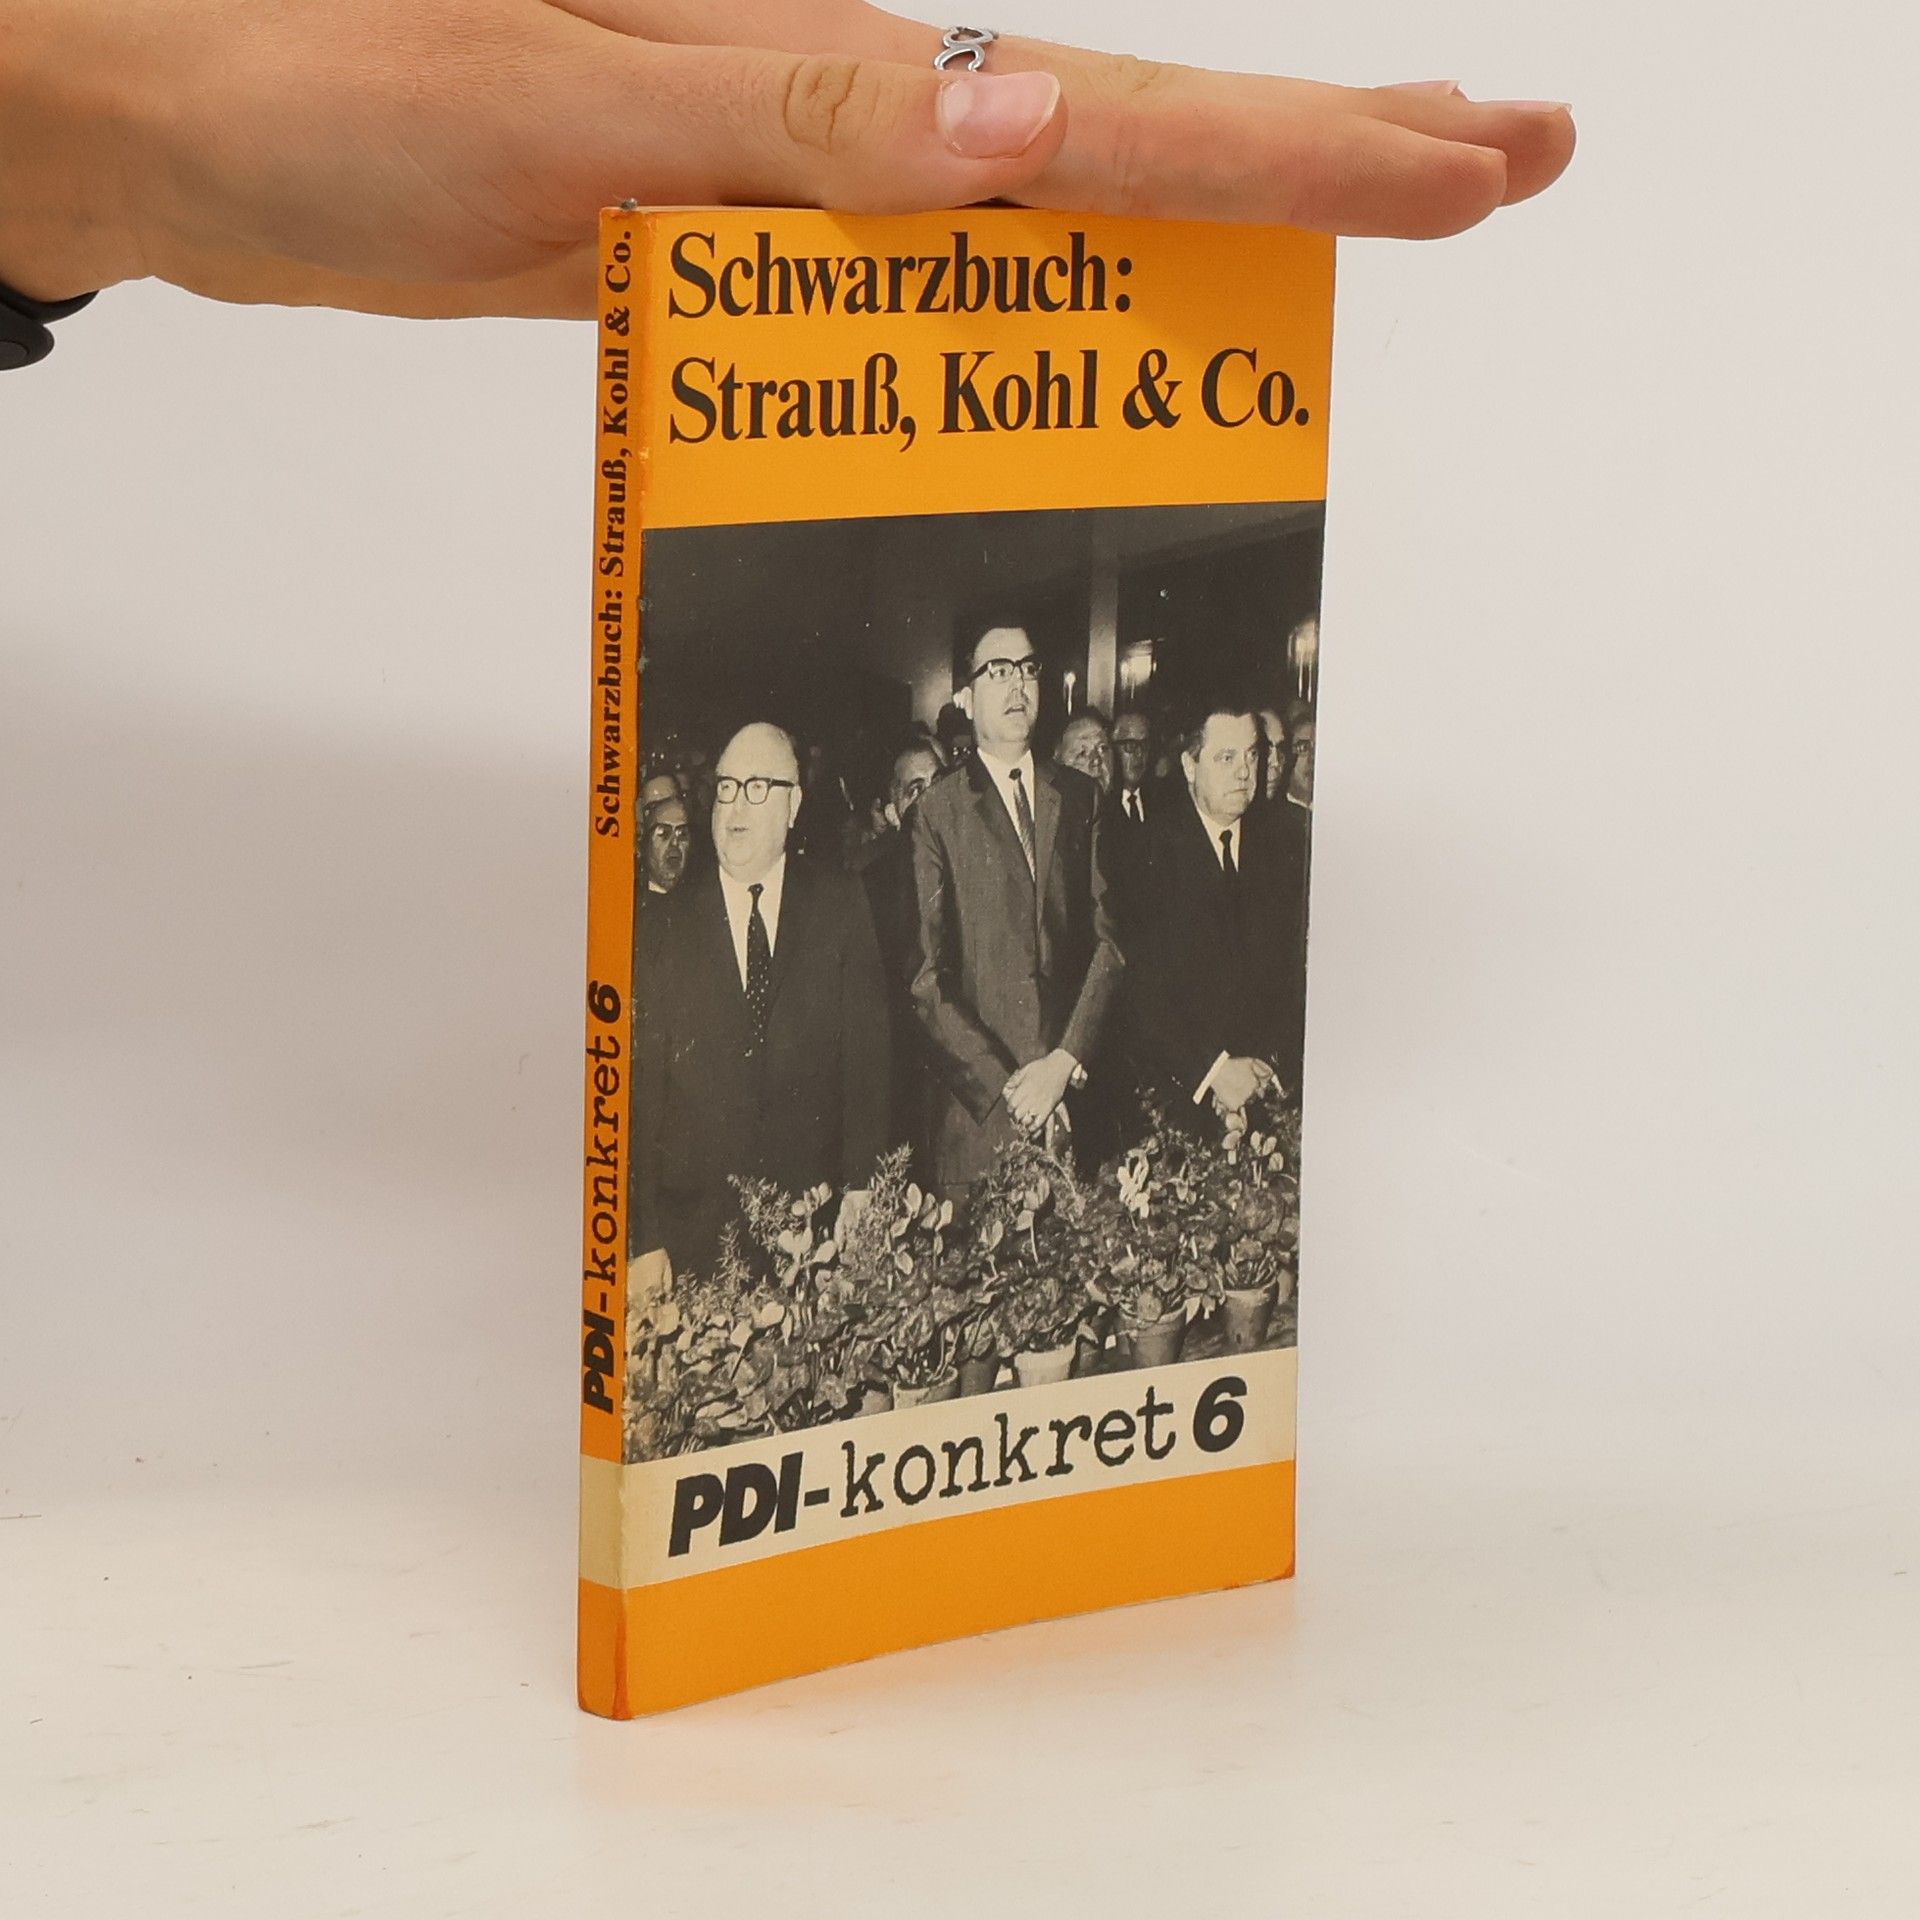 Schwarzbuch:
Strauß, Kohl & Co.
PDI-konkret 6
Schwarzbuch: Strauß, Kohl & Co.
PDI-konkret 6